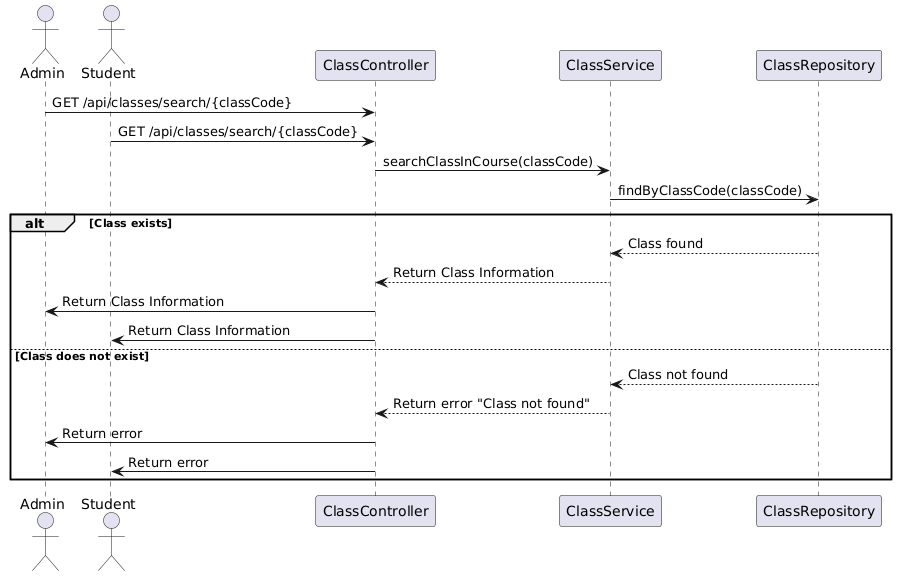 Admin
Student
ClassController
ClassService
ClassRepository
GET /api/classes/search/{classCode}
GET /api/classes/search/{classCode}
searchClassInCourse(classCode)
findByClassCode(classCode)
alt [Class exists]
Class found
Return Class Information
Return Class Information
Return Class Information
[Class does not exist]
Class not found
Return error "Class not found"
Return error
Return error
Admin
Student
ClassController
ClassService
ClassRepository